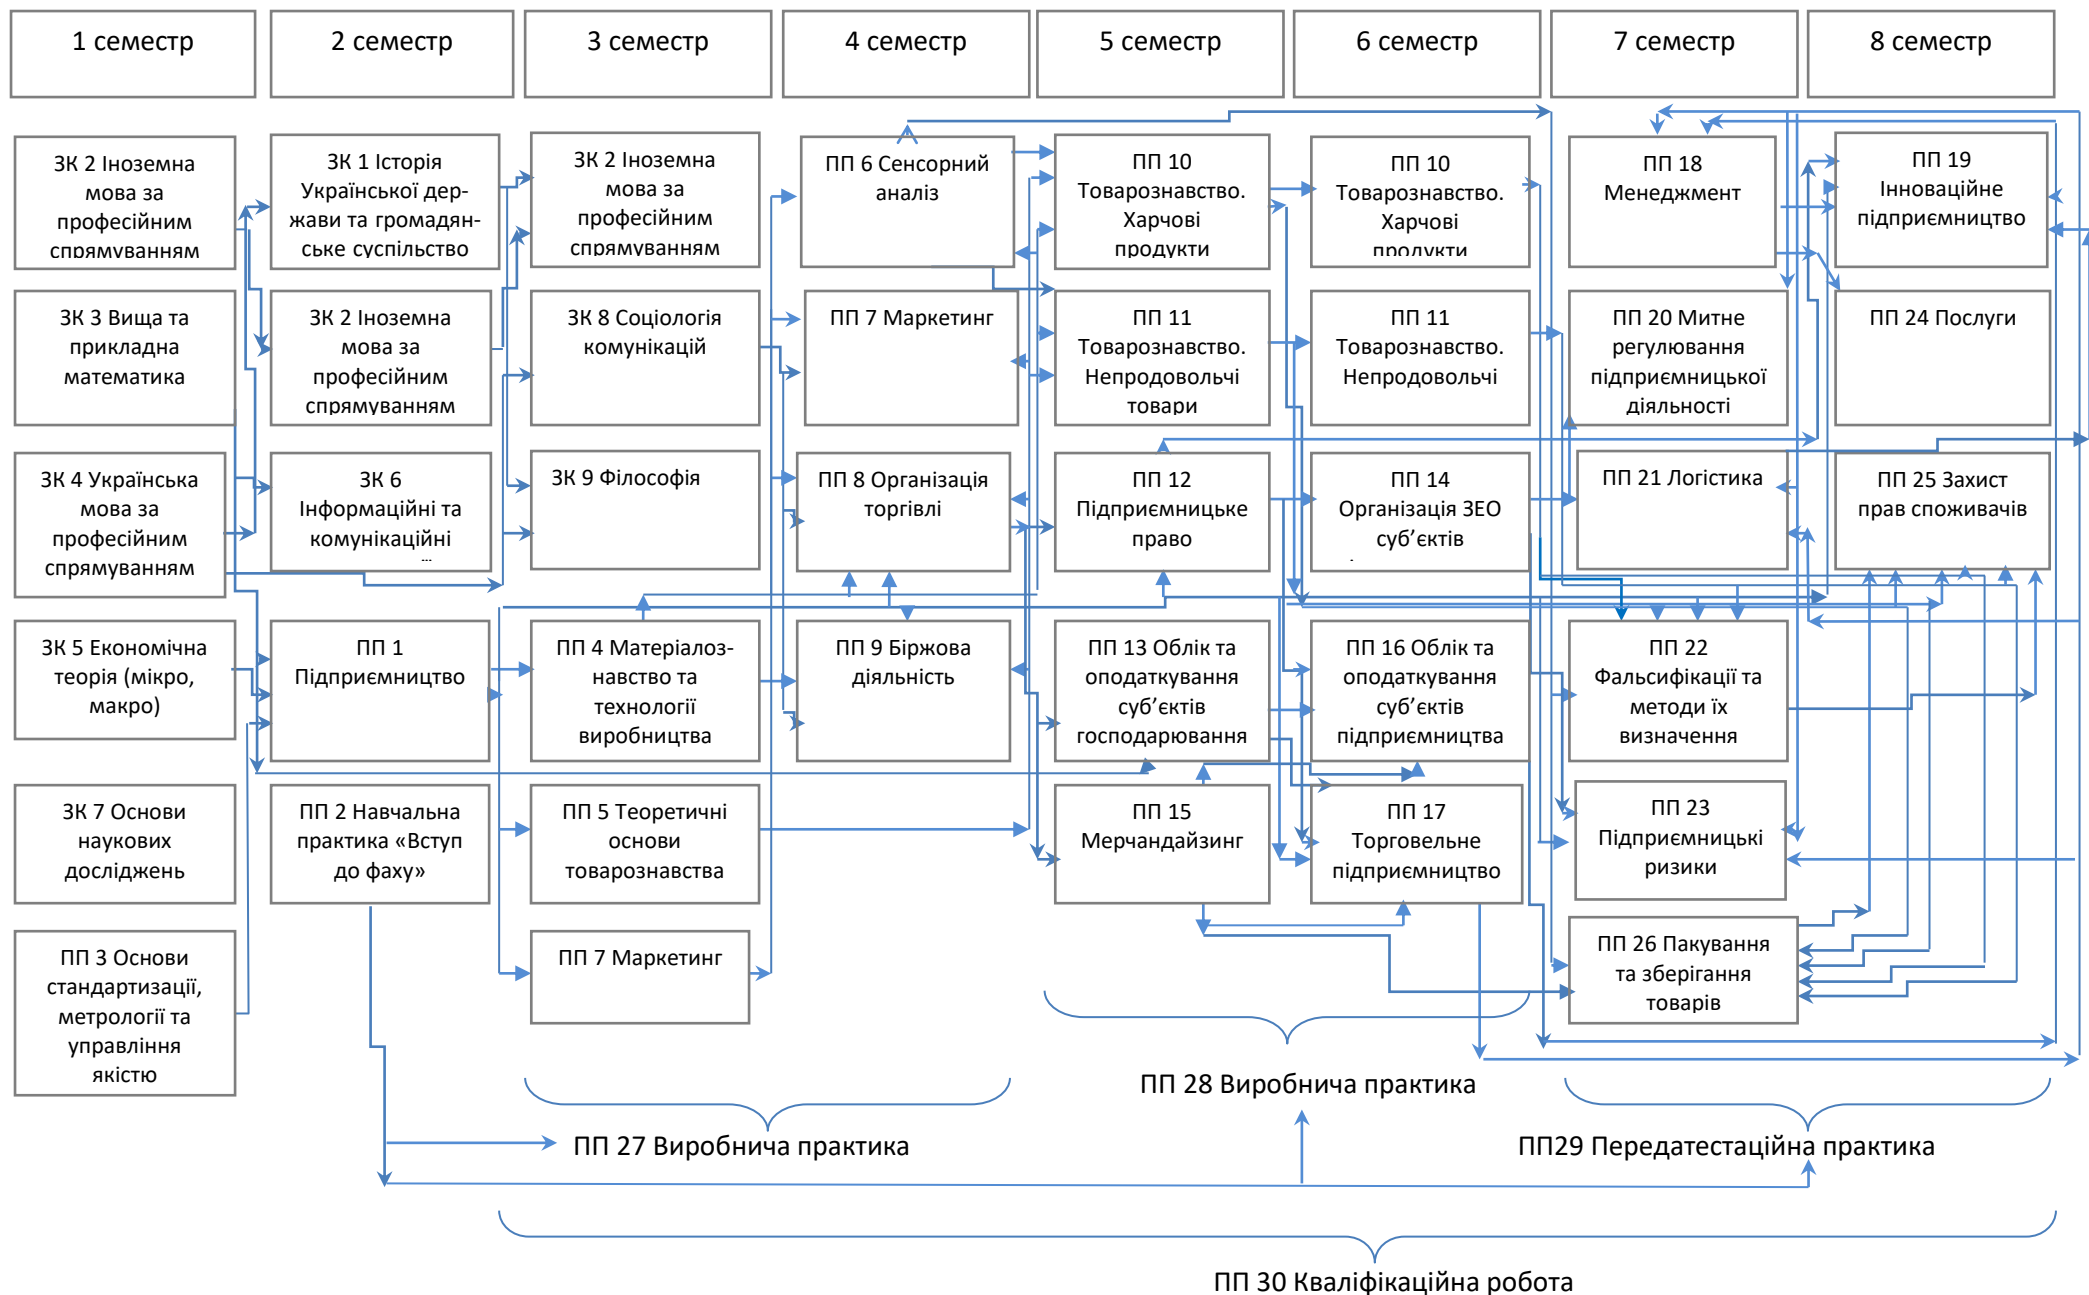 1 семестр
2 семестр
3 семестр
4 семестр
5 семестр
6 семестр
7 семестр
8 семестр
ЗК 2 Іноземна
мова за
професійним
спрямуванням
ЗК 3 Вища та
прикладна
математика
ЗК 4 Українська
мова за
професійним
спрямуванням
ЗК 5 Економічна
теорія (мікро,
макро)
ЗК 7 Основи
наукових
досліджень
ПП 3 Основи
стандартизації,
метрології та
управління
якістю
ЗК 1 Історія
Української дер-
жави та громадян-
ське суспільство
ЗК 2 Іноземна
мова за
професійним
спрямуванням
ЗК 6
Інформаційні та
комунікаційні
ПП 1
Підприємництво
ПП 2 Навчальна
практика «Вступ
до фаху»
ЗК 2 Іноземна
мова за
професійним
спрямуванням
ЗК 8 Соціологія
комунікацій
ЗК 9 Філософія
ПП 4 Матеріалоз-
навство та
технології
виробництва
ПП 5 Теоретичні
основи
товарознавства
ПП 7 Маркетинг
ПП 6 Сенсорний
аналіз
ПП 7 Маркетинг
ПП 8 Організація
торгівлі
ПП 9 Біржова
діяльність
ПП 10
Товарознавство.
Харчові
продукти
ПП 11
Товарознавство.
Непродовольчі
товари
ПП 12
Підприємницьке
право
ПП 13 Облік та
оподаткування
суб’єктів
господарювання
ПП 15
Мерчандайзинг
ПП 10
Товарознавство.
Харчові
продукти
ПП 11
Товарознавство.
Непродовольчі
ПП 14
Організація ЗЕО
суб’єктів
ПП 16 Облік та
оподаткування
суб’єктів
підприємництва
ПП 17
Торговельне
підприємництво
ПП 18
Менеджмент
ПП 20 Митне
регулювання
підприємницької
діяльності
ПП 21 Логістика
ПП 22
Фальсифікації та
методи їх
визначення
ПП 23
Підприємницькі
ризики
ПП 26 Пакування
та зберігання
товарів
ПП 19
Інноваційне
підприємництво
ПП 24 Послуги
ПП 25 Захист
прав споживачів
ПП 28 Виробнича практика
ПП 27 Виробнича практика
ПП29 Передатестаційна практика
ПП 30 Кваліфікаційна робота